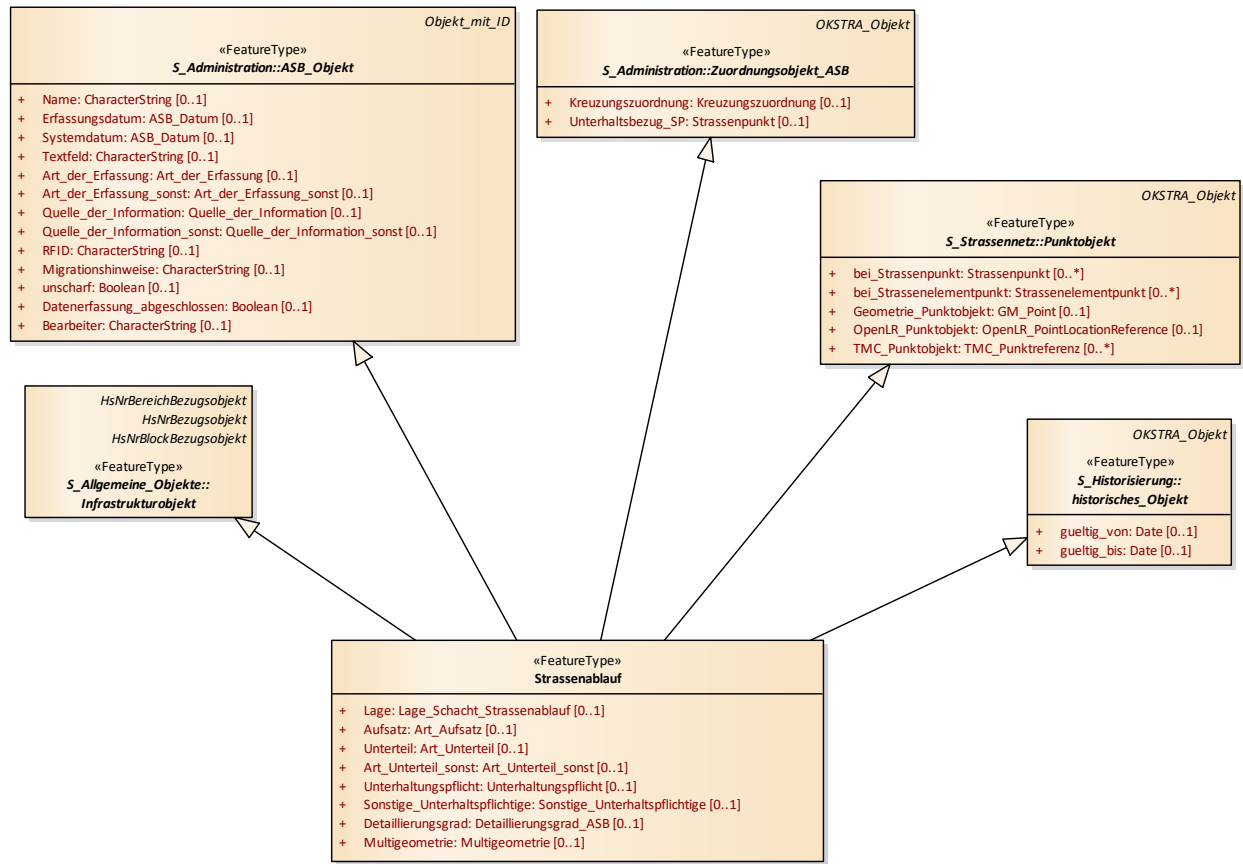 Objekt_mit_ID
«FeatureType»
S_Administration::ASB_Objekt
+ Name: CharacterString [0..1]
+ Erfassungsdatum: ASB_Datum [0..1]
+ Systemdatum: ASB_Datum [0..1]
+ Textfeld: CharacterString [0..1]
+ Art_der_Erfassung: Art_der_Erfassung [0..1]
+ Art_der_Erfassung_sonst: Art_der_Erfassung_sonst [0..1]
+ Quelle_der_Information: Quelle_der_Information [0..1]
+ Quelle_der_Information_sonst: Quelle_der_Information_sonst [0..1]
+ RFID: CharacterString [0..1]
+ Migrationshinweise: CharacterString [0..1]
+ unscharf: Boolean [0..1]
+ Datenerfassung_abgeschlossen: Boolean [0..1]
+ Bearbeiter: CharacterString [0..1]
OKSTRA_Objekt
«FeatureType»
S_Administration::Zuordnungsobjekt_ASB
+ Kreuzungszuordnung: Kreuzungszuordnung [0..1]
+ Unterhaltsbezug_SP: Strassenpunkt [0..1]
OKSTRA_Objekt
«FeatureType»
S_Strassennetz::Punktobjekt
+ bei_Strassenpunkt: Strassenpunkt [0..*]
+ bei_Strassenelementpunkt: Strassenelementpunkt [0..*]
+ Geometrie_Punktobjekt: GM_Point [0..1]
+ OpenLR_Punktobjekt: OpenLR_PointLocationReference [0..1]
+ TMC_Punktobjekt: TMC_Punktreferenz [0..*]
HsNrBereichBezugsobjekt
HsNrBezugsobjekt
HsNrBlockBezugsobjekt
«FeatureType»
S_Allgemeine_Objekte::
Infrastrukturobjekt
OKSTRA_Objekt
«FeatureType»
S_Historisierung::
historisches_Objekt
+ gueltig_von: Date [0..1]
+ gueltig_bis: Date [0..1]
«FeatureType»
Strassenablauf
+ Lage: Lage_Schacht_Strassenablauf [0..1]
+ Aufsatz: Art_Aufsatz [0..1]
+ Unterteil: Art_Unterteil [0..1]
+ Art_Unterteil_sonst: Art_Unterteil_sonst [0..1]
+ Unterhaltungspflicht: Unterhaltungspflicht [0..1]
+ Sonstige_Unterhaltspflichtige: Sonstige_Unterhaltspflichtige [0..1]
+ Detaillierungsgrad: Detaillierungsgrad_ASB [0..1]
+ Multigeometrie: Multigeometrie [0..1]